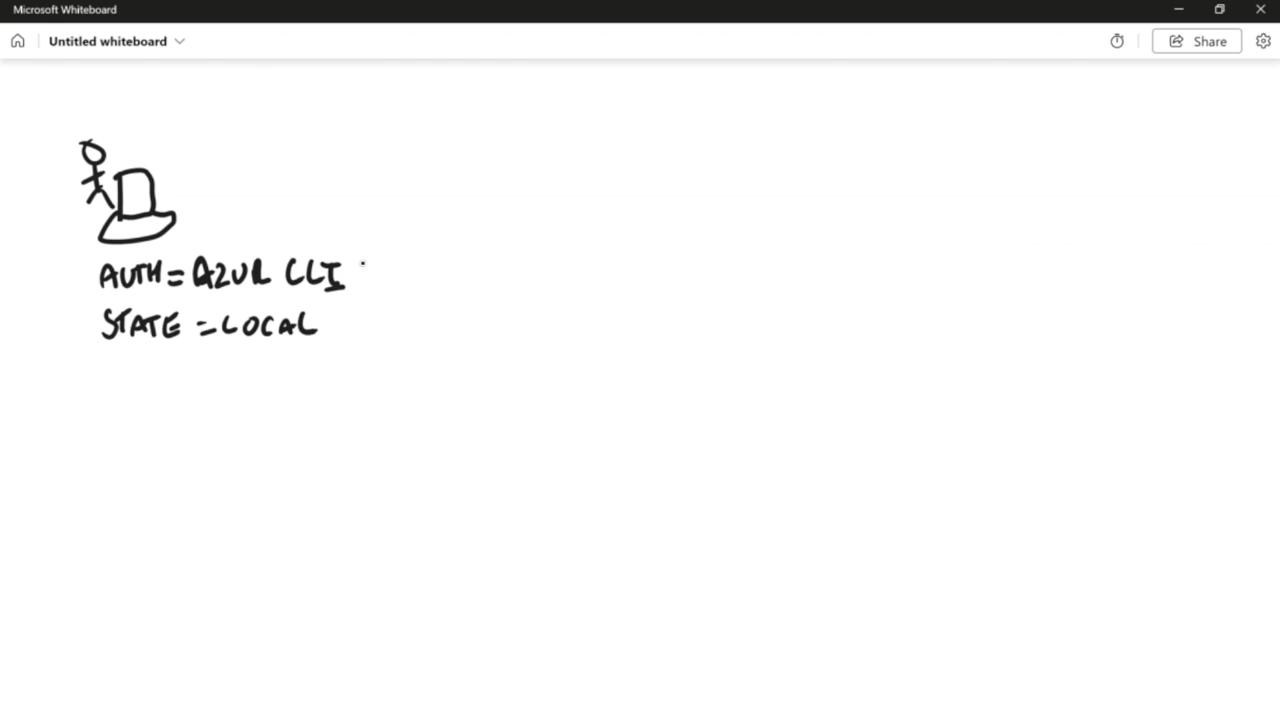 Microsoft Whiteboard
Untitled whiteboard
Share
AUTH = AZUR CLI
STATE = LOCAL